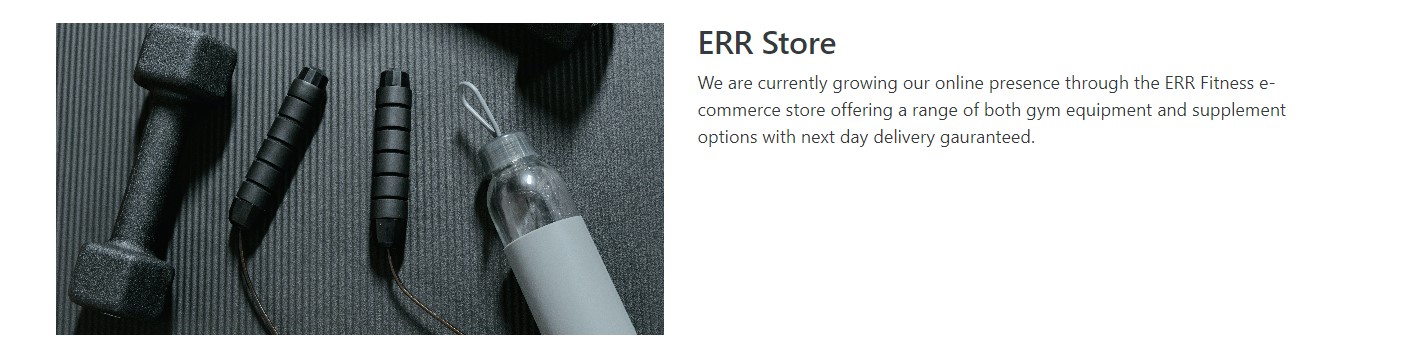 ERR Store
We are currently growing our online presence through the ERR Fitness e-
commerce store offering a range of both gym equipment and supplement
options with next day delivery gauranteed.